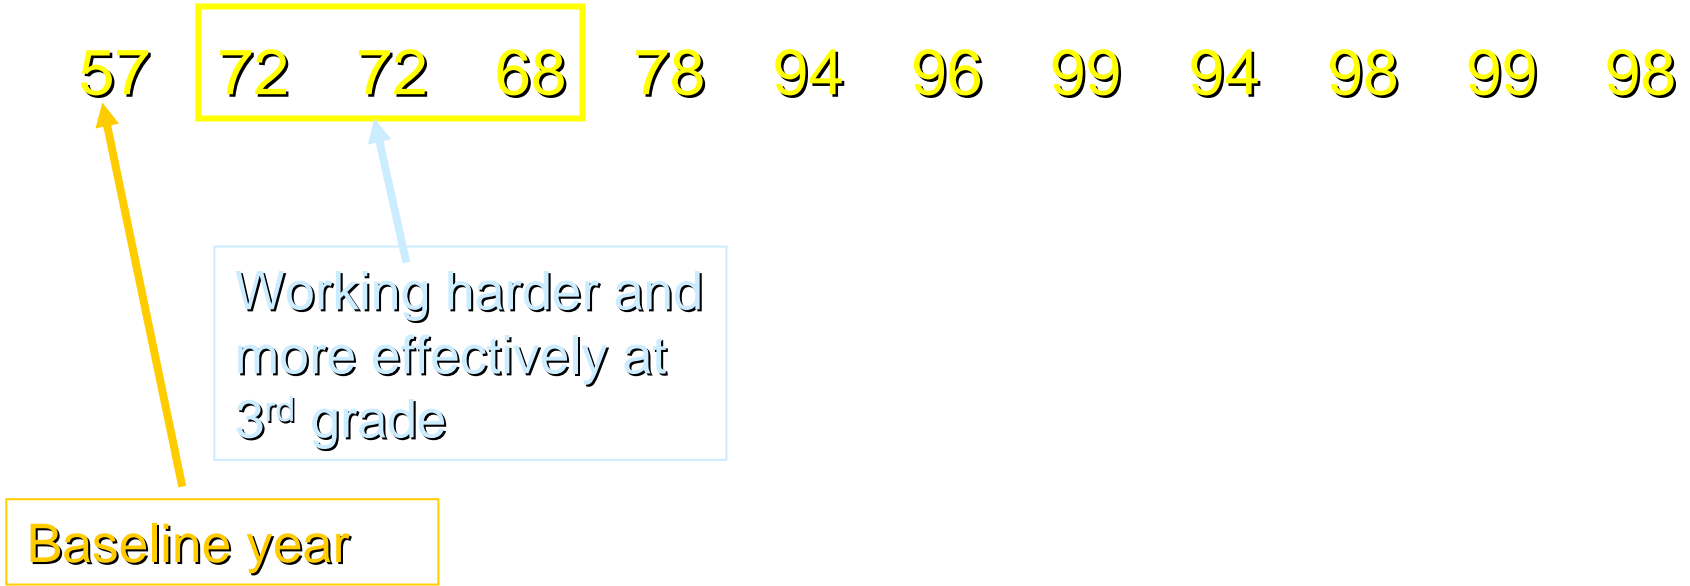 57 72 72 68 78 94 96 99 94 98 99 98
Working harder and
more effectively at
3rd grade
Baseline year